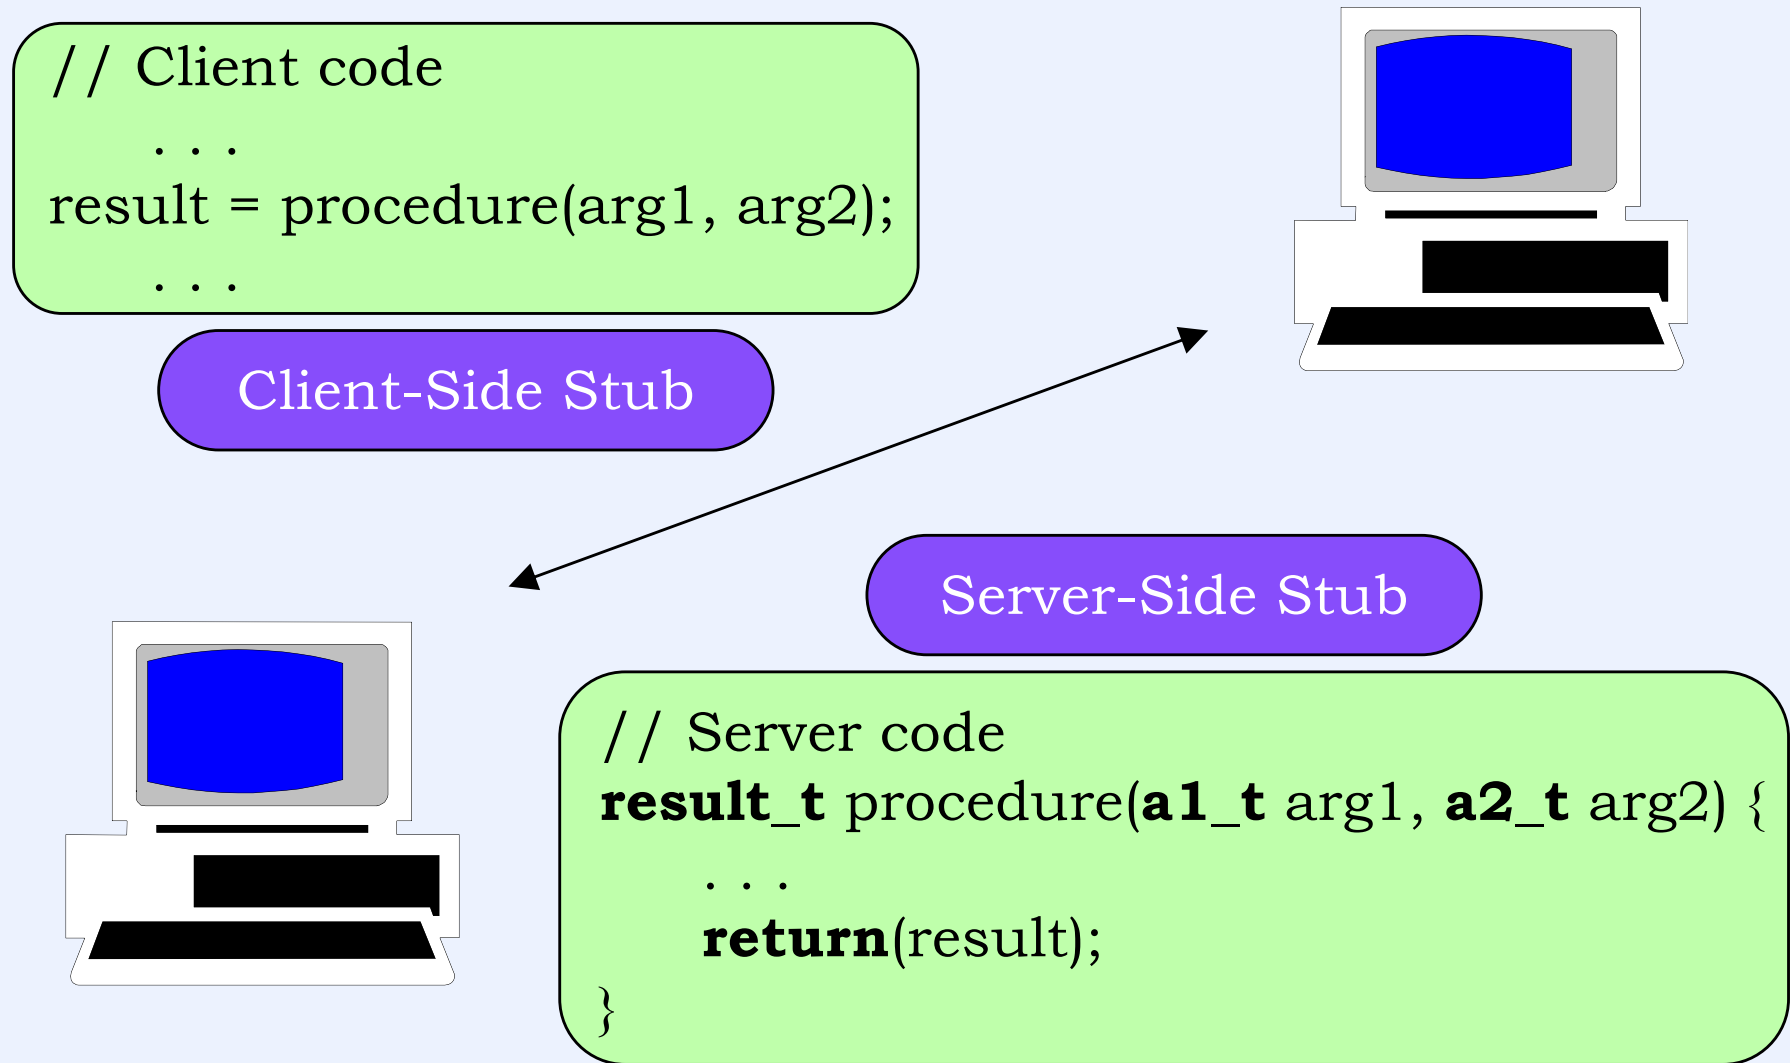 // Client code
. . .
result = procedure(arg1, arg2);
. . .
Client-Side Stub
Server-Side Stub
// Server code
result_t procedure(a1_t arg1, a2_t arg2) {
. . .
return(result);
}